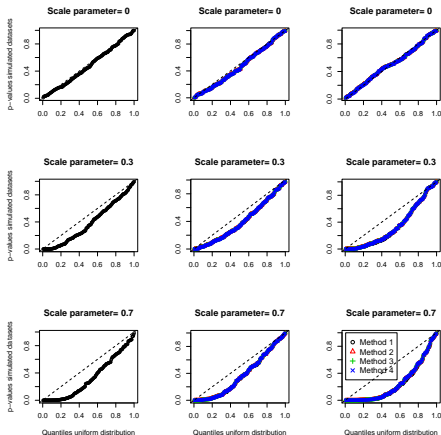 Scale parameter= 0
Scale parameter= 0
Scale parameter= 0
p−values simulated datasets
0.0 0.4 0.8
0.0 0.4 0.8
0.0 0.4 0.8
0.0 0.2 0.4 0.6 0.8 1.0
0.0 0.2 0.4 0.6 0.8 1.0
0.0 0.2 0.4 0.6 0.8 1.0
Scale parameter= 0.3
Scale parameter= 0.3
Scale parameter= 0.3
p−values simulated datasets
0.0 0.4 0.8
0.0 0.4 0.8
0.0 0.4 0.8
0.0 0.2 0.4 0.6 0.8 1.0
0.0 0.2 0.4 0.6 0.8 1.0
0.0 0.2 0.4 0.6 0.8 1.0
Scale parameter= 0.7
Scale parameter= 0.7
Scale parameter= 0.7
p−values simulated datasets
0.0 0.4 0.8
0.0 0.4 0.8
0.0 0.4 0.8
Method 1
Method 2
Method 3
Method 4
0.0 0.2 0.4 0.6 0.8 1.0
0.0 0.2 0.4 0.6 0.8 1.0
0.0 0.2 0.4 0.6 0.8 1.0
Quantiles uniform distribution
Quantiles uniform distribution
Quantiles uniform distribution